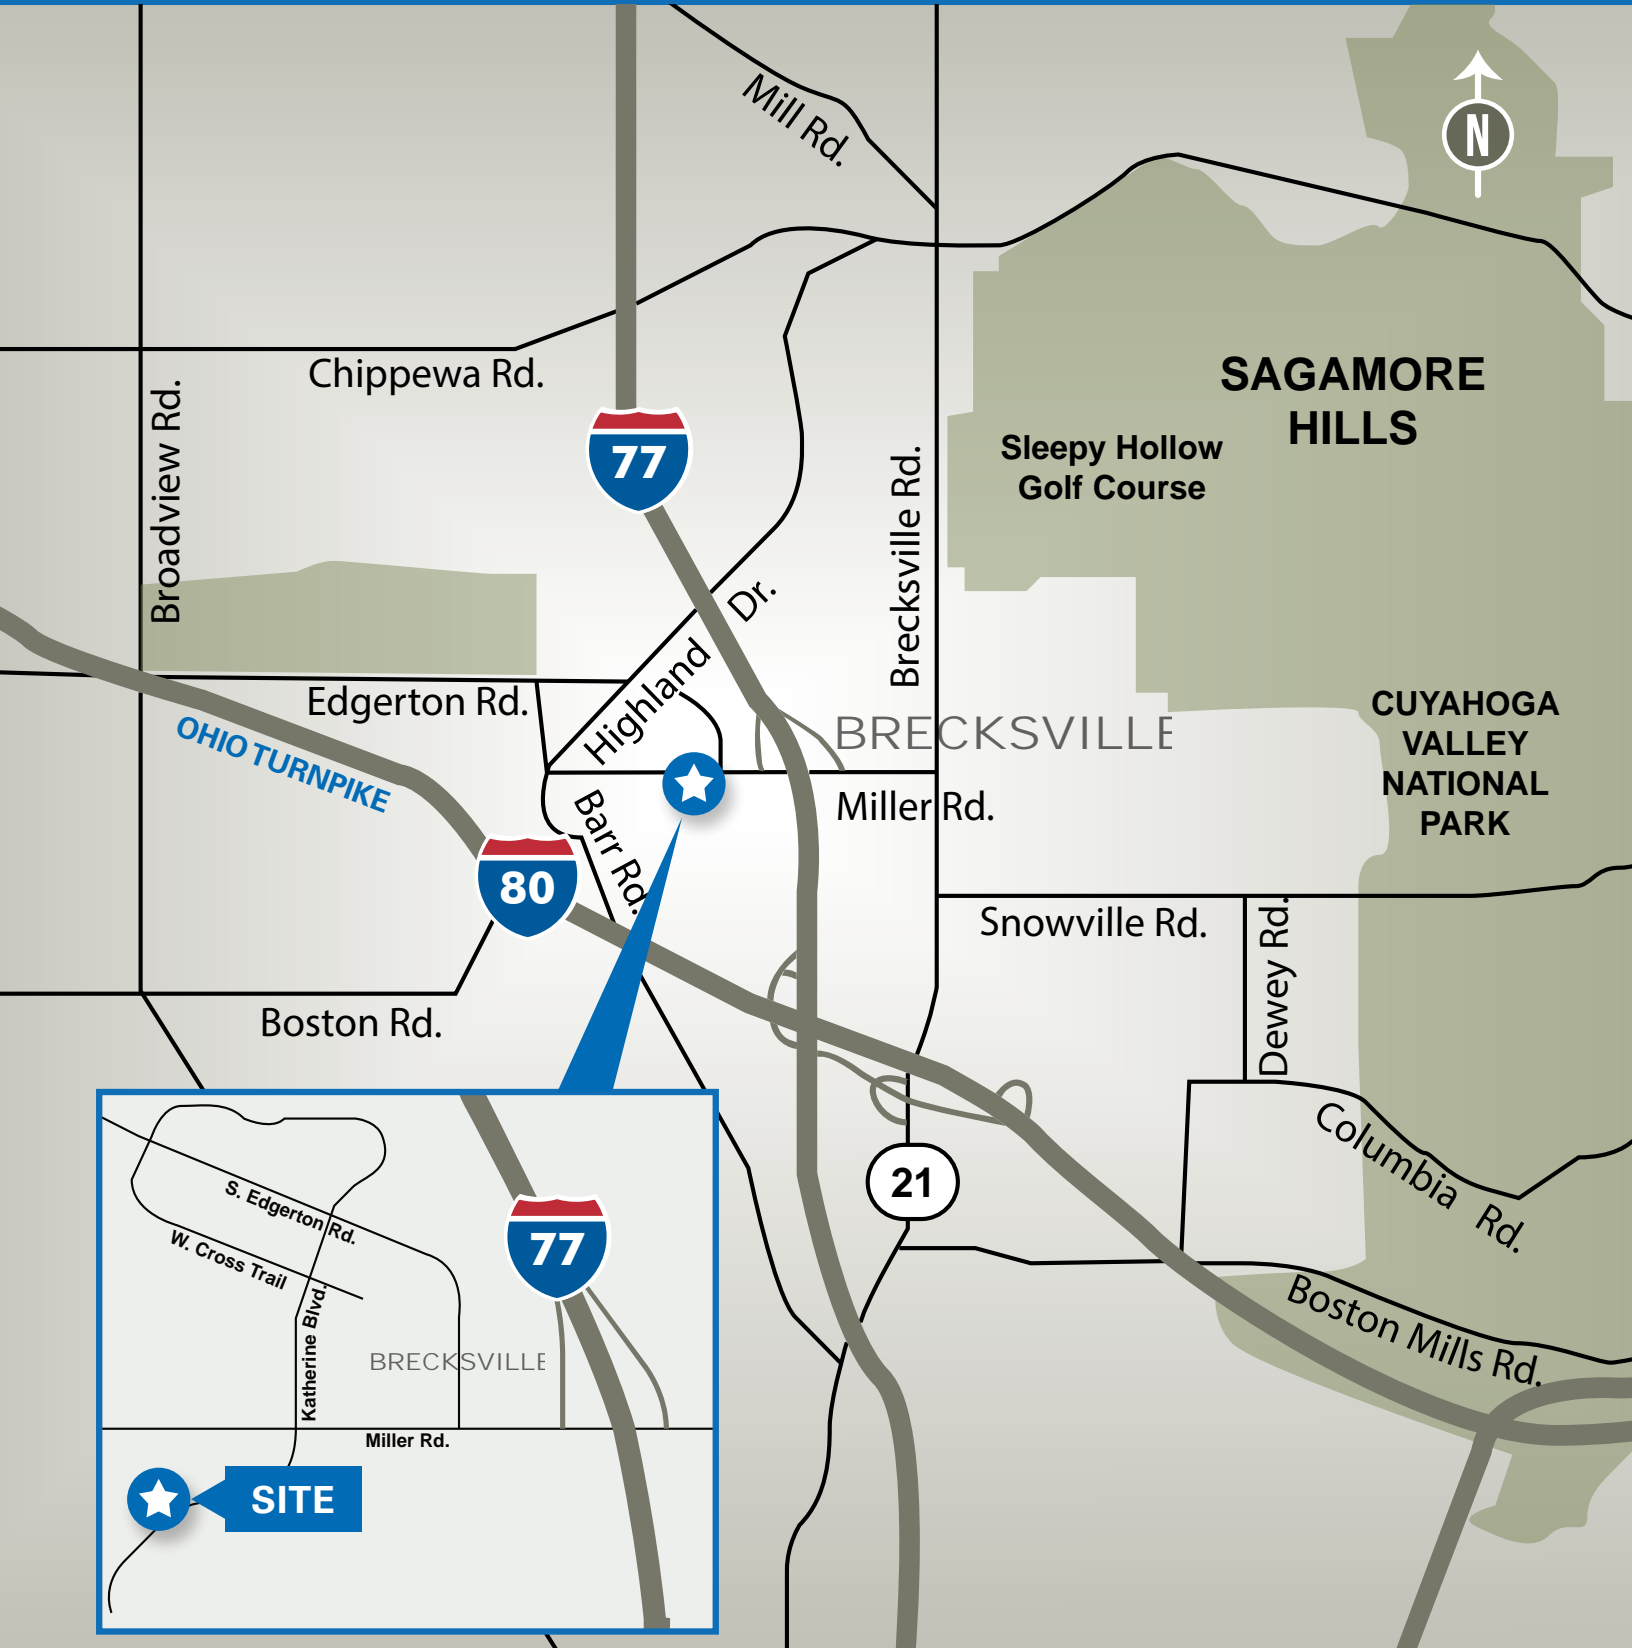 Mill Rd.
N
Chippewa Rd.
SAGAMORE
HILLS
Broadview Rd.
77
Brecksville Rd.
Sleepy Hollow
Golf Course
Highland Dr.
Edgerton Rd.
OHIO TURNPIKE
BRECKSVILLE
CUYAHOGA
VALLEY
NATIONAL
PARK
Miller Rd.
Barr Rd.
80
Snowville Rd.
Dewey Rd.
Boston Rd.
Columbia Rd.
21
Boston Mills Rd.
S. Edgerton Rd.
W. Cross Trail
77
Katherine Blvd.
BRECKSVILLE
Miller Rd.
SITE